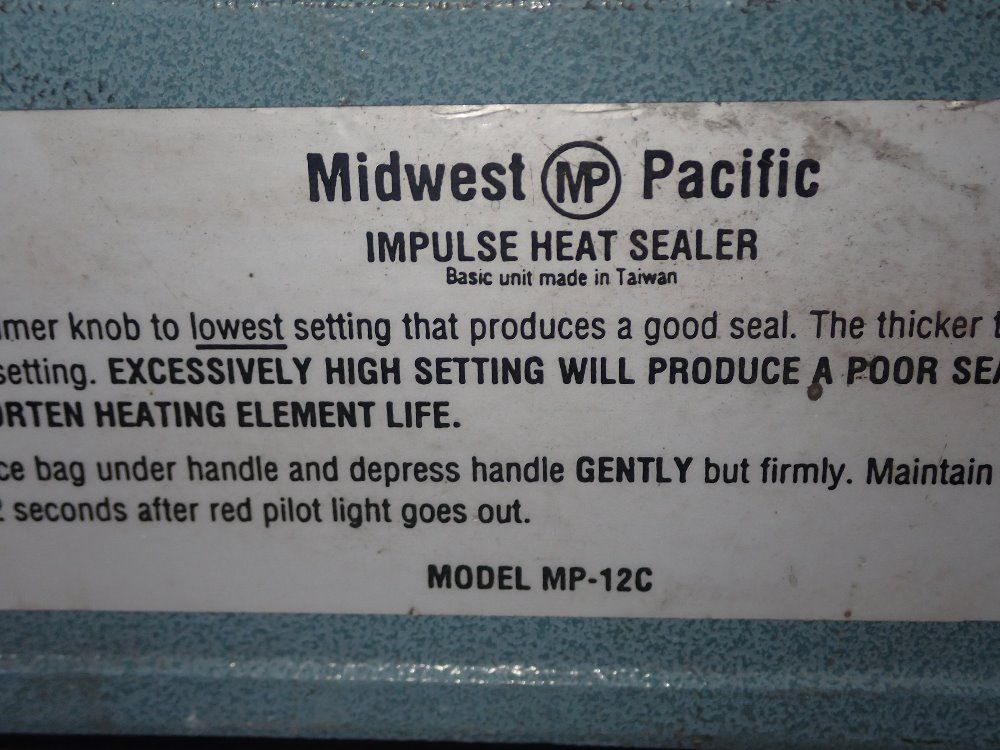 Midwest MP Pacific
IMPULSE HEAT SEALER
Basic unit made in Taiwan
mer knob to lowest setting that produces a good seal. The thicker t
setting. EXCESSIVELY HIGH SETTING WILL PRODUCE A POOR SEA
ORTEN HEATING ELEMENT LIFE.
ce bag under handle and depress handle GENTLY but firmly. Maintain
2 seconds after red pilot light goes out.
MODEL MP-12C